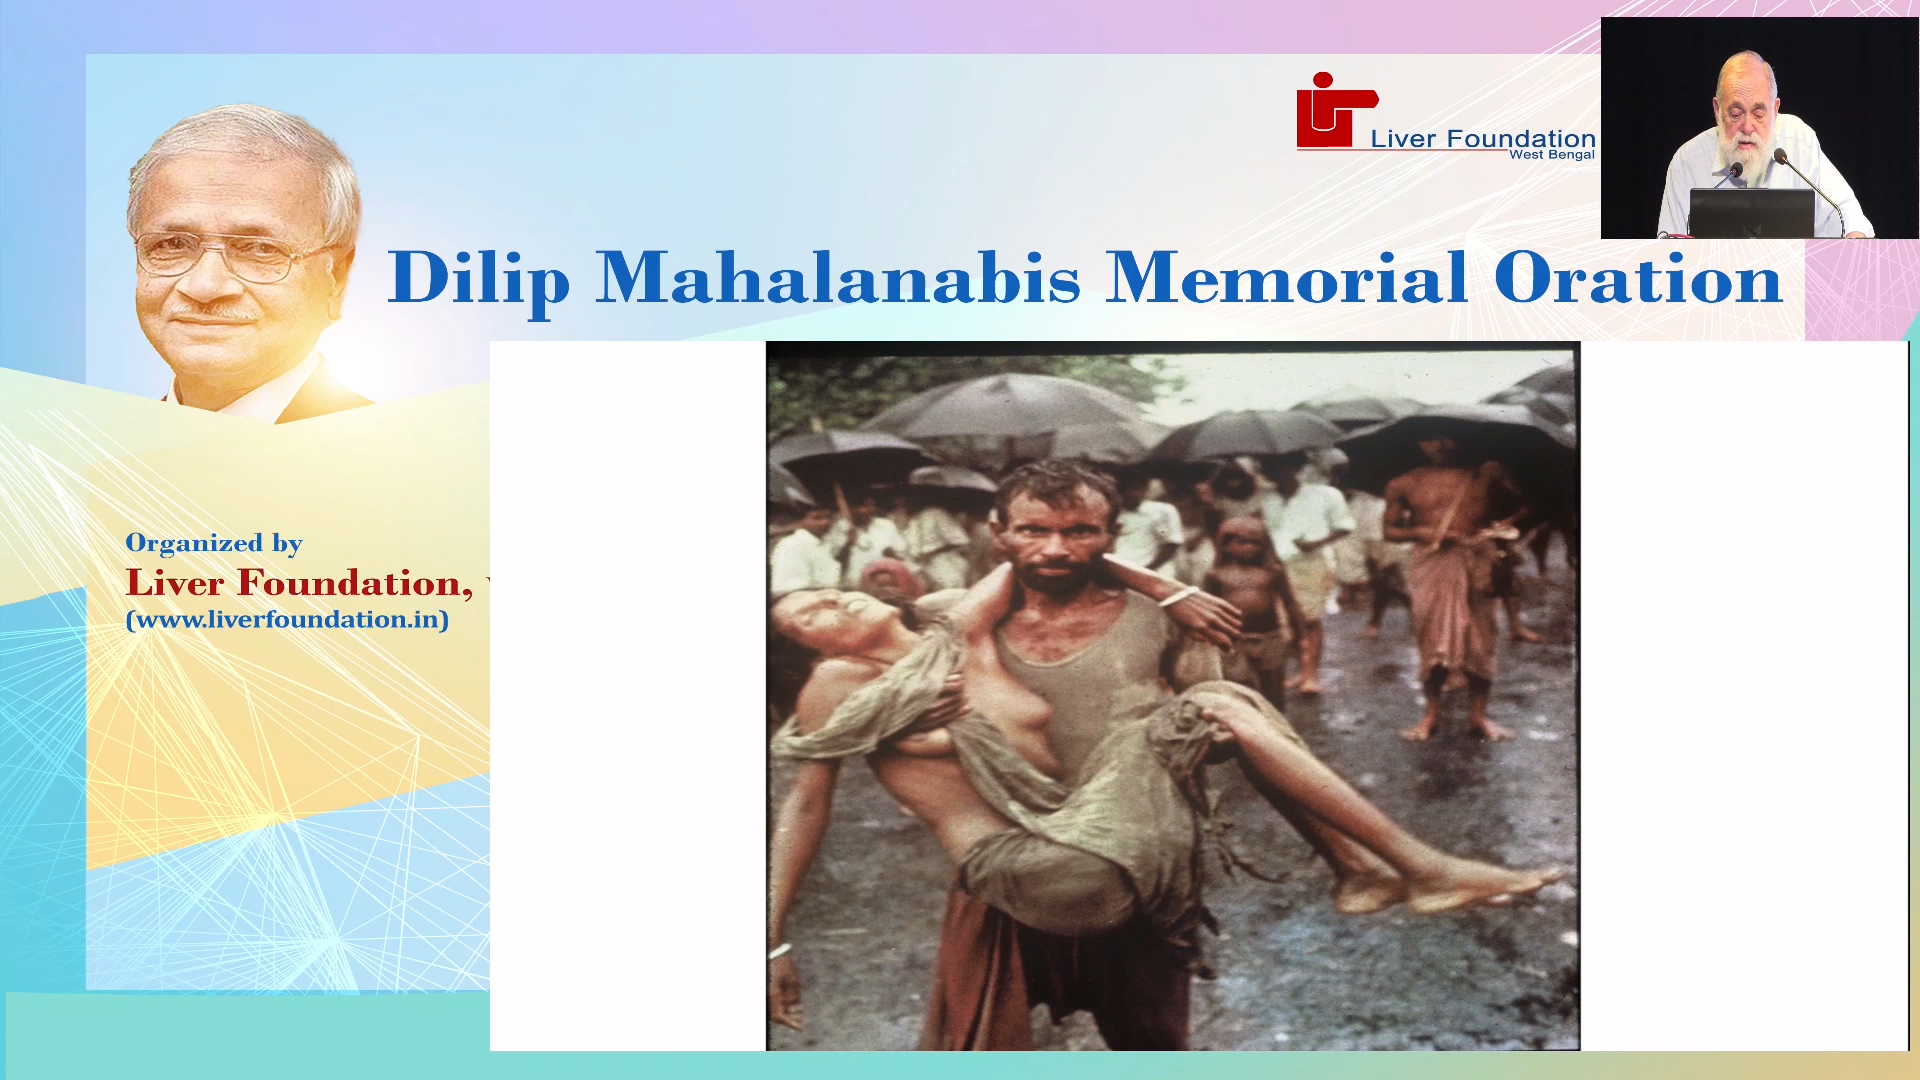 Liver Foundation
West Bengal
Dilip Mahalanabis Memorial Oration
Organized by
Liver Foundation,
(www.liverfoundation.in)